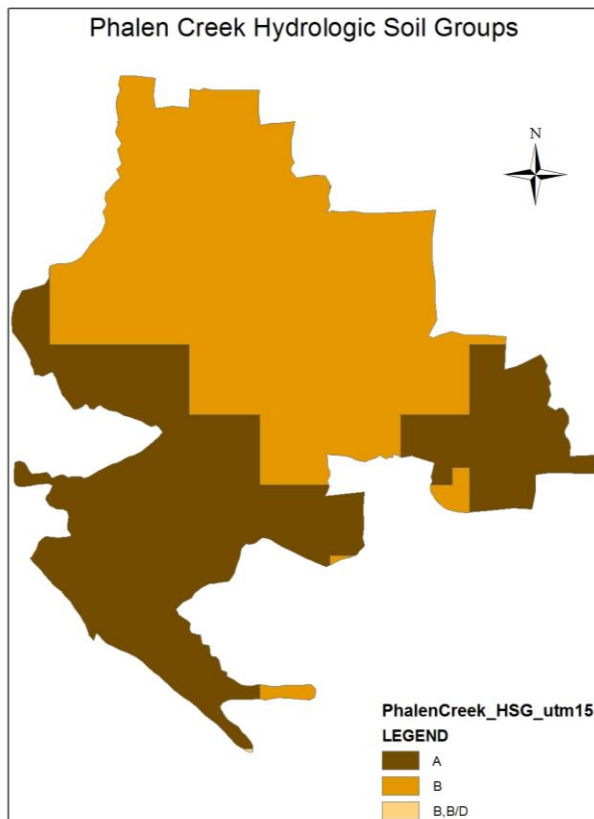 Phalen Creek Hydrologic Soil Groups
N
PhalenCreek_HSG_utm15
LEGEND
A
B
B,B/D